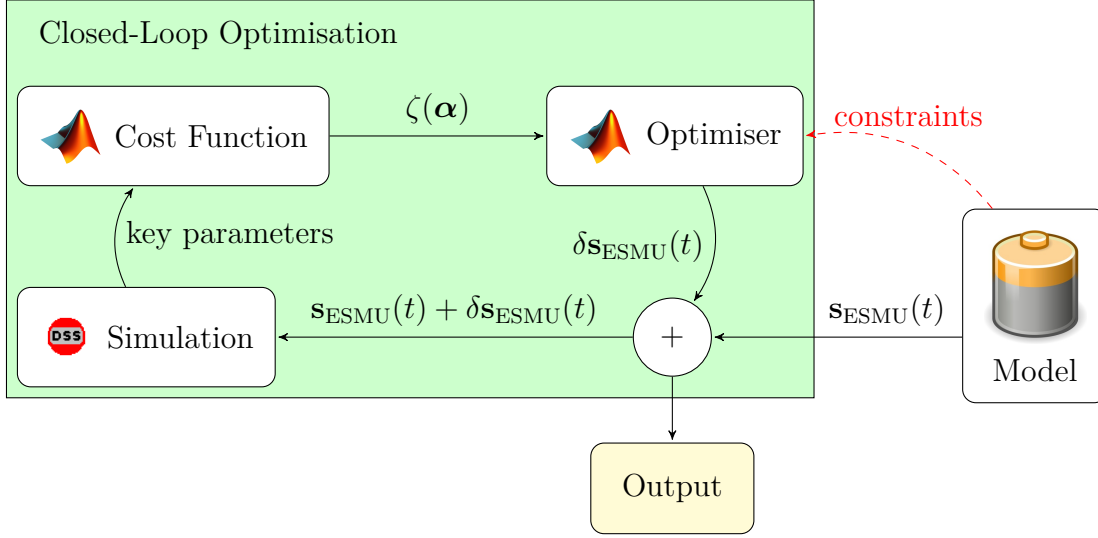 Closed-Loop Optimisation
ζ(α)
Cost Function
Optimiser
constraints
key parameters
δs_ESMU(t)
s_ESMU(t) + δs_ESMU(t)
s_ESMU(t)
DSS
Simulation
+
Model
Output